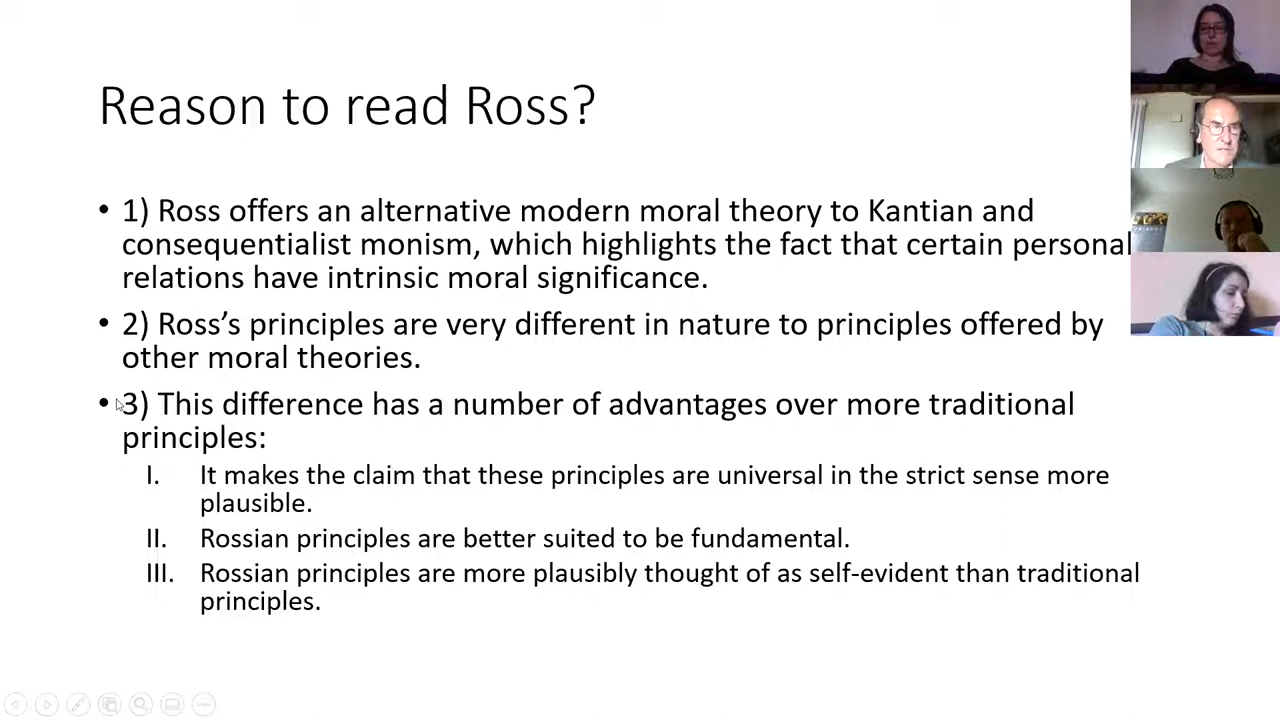 Reason to read Ross?
• 1) Ross offers an alternative modern moral theory to Kantian and
consequentialist monism, which highlights the fact that certain personal
relations have intrinsic moral significance.
• 2) Ross’s principles are very different in nature to principles offered by
other moral theories.
• 3) This difference has a number of advantages over more traditional
principles:
I. It makes the claim that these principles are universal in the strict sense more
plausible.
II. Rossian principles are better suited to be fundamental.
III. Rossian principles are more plausibly thought of as self-evident than traditional
principles.